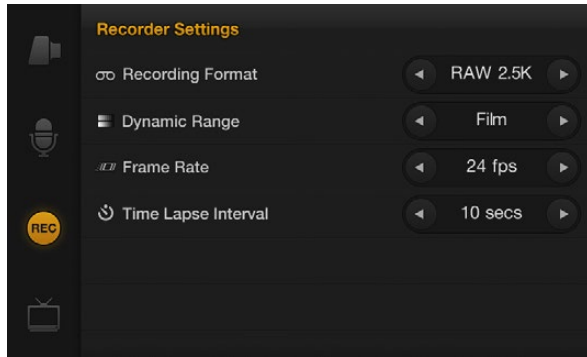 Recorder Settings
Recording Format RAW 2.5K
Dynamic Range Film
Frame Rate 24 fps
REC Time Lapse Interval 10 secs